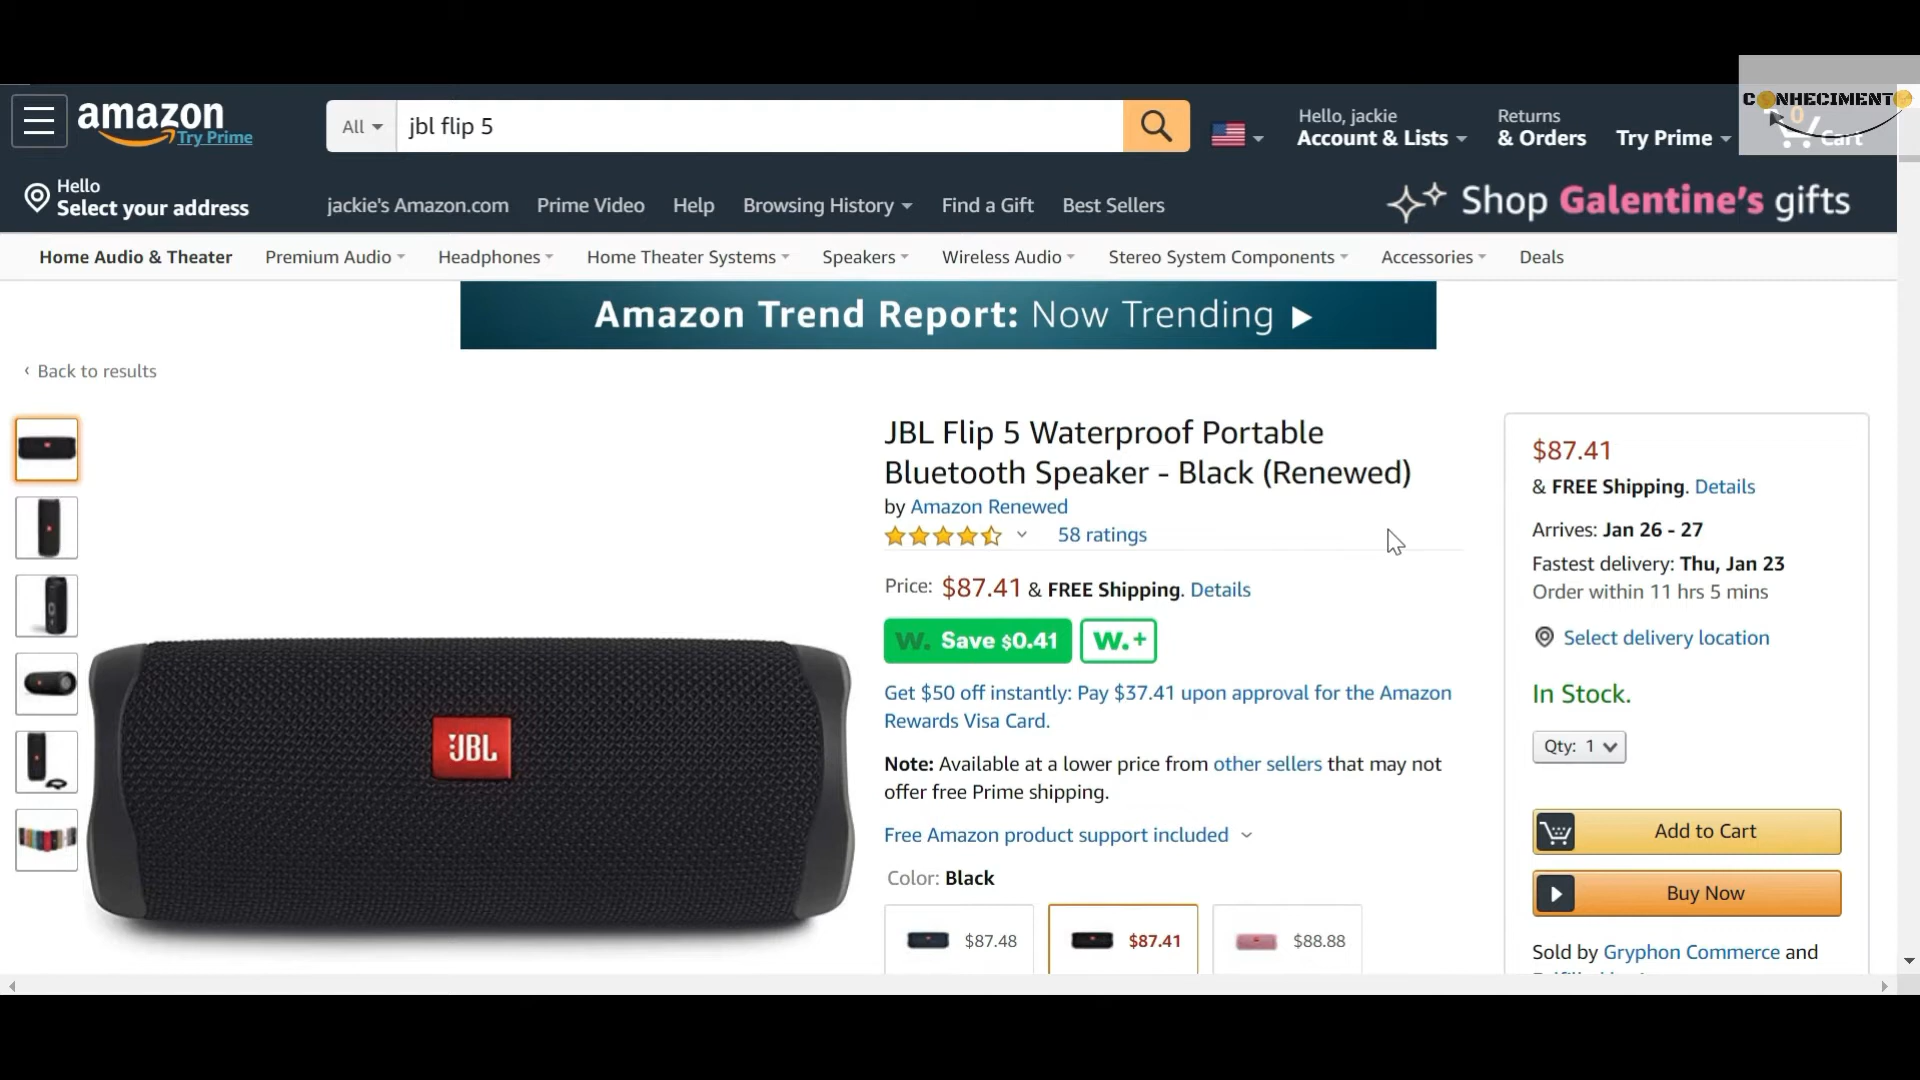 CONHECIMENTO
amazon
Try Prime
All
jbl flip 5
Hello, jackie
Account & Lists
Returns
& Orders
Try Prime
0
Cart
Hello
Select your address
jackie's Amazon.com
Prime Video
Help
Browsing History
Find a Gift
Best Sellers
Shop Galentine's gifts
Home Audio & Theater
Premium Audio
Headphones
Home Theater Systems
Speakers
Wireless Audio
Stereo System Components
Accessories
Deals
Amazon Trend Report: Now Trending
‹ Back to results
JBL
JBL Flip 5 Waterproof Portable
Bluetooth Speaker - Black (Renewed)
by Amazon Renewed
58 ratings
Price: $87.41 & FREE Shipping. Details
W. Save $0.41
W.+
Get $50 off instantly: Pay $37.41 upon approval for the Amazon
Rewards Visa Card.
Note: Available at a lower price from other sellers that may not
offer free Prime shipping.
Free Amazon product support included
Color: Black
$87.48
$87.41
$88.88
$87.41
& FREE Shipping. Details
Arrives: Jan 26 - 27
Fastest delivery: Thu, Jan 23
Order within 11 hrs 5 mins
Select delivery location
In Stock.
Qty: 1
Add to Cart
Buy Now
Sold by Gryphon Commerce and